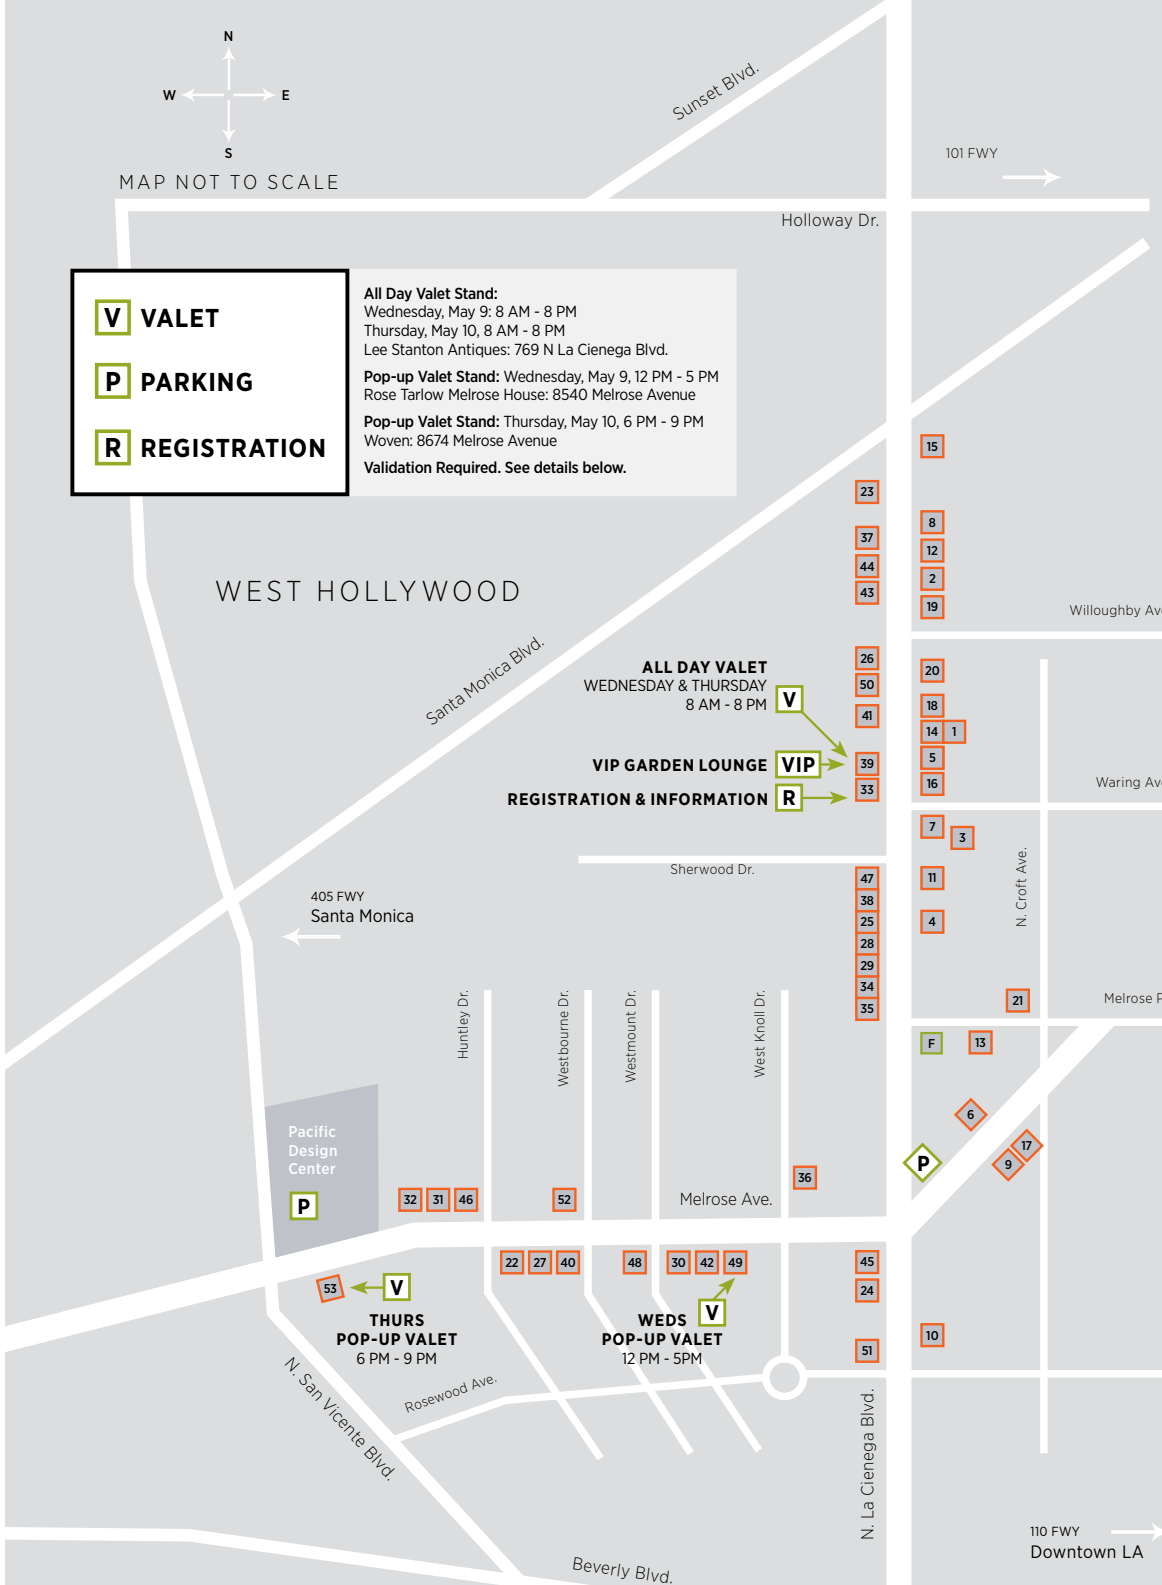 N
W E
S
MAP NOT TO SCALE
Sunset Blvd.
101 FWY
Holloway Dr.
V VALET
P PARKING
R REGISTRATION
All Day Valet Stand:
Wednesday, May 9: 8 AM - 8 PM
Thursday, May 10, 8 AM - 8 PM
Lee Stanton Antiques: 769 N La Cienega Blvd.
Pop-up Valet Stand: Wednesday, May 9, 12 PM - 5 PM
Rose Tarlow Melrose House: 8540 Melrose Avenue
Pop-up Valet Stand: Thursday, May 10, 6 PM - 9 PM
Woven: 8674 Melrose Avenue
Validation Required. See details below.
15
23
8
37
12
44
2
43
19
WEST HOLLYWOOD
Willoughby Av
Santa Monica Blvd.
ALL DAY VALET
WEDNESDAY & THURSDAY
8 AM - 8 PM
V
26
50
41
20
18
14 1
5
16
VIP GARDEN LOUNGE VIP
39
REGISTRATION & INFORMATION R
33
Waring Av
7
3
11
4
N. Croft Ave.
Sherwood Dr.
47
38
25
28
29
34
35
405 FWY
Santa Monica
21
Melrose P
F
13
Huntley Dr.
Westbourne Dr.
Westmount Dr.
West Knoll Dr.
6
17
9
P
Pacific
Design
Center
P
36
32 31 46
52
Melrose Ave.
22 27 40
48
30 42 49
45
24
10
51
53
V
THURS
POP-UP VALET
6 PM - 9 PM
V
WEDS
POP-UP VALET
12 PM - 5PM
N. San Vicente Blvd.
Rosewood Ave.
N. La Cienega Blvd.
Beverly Blvd.
110 FWY
Downtown LA